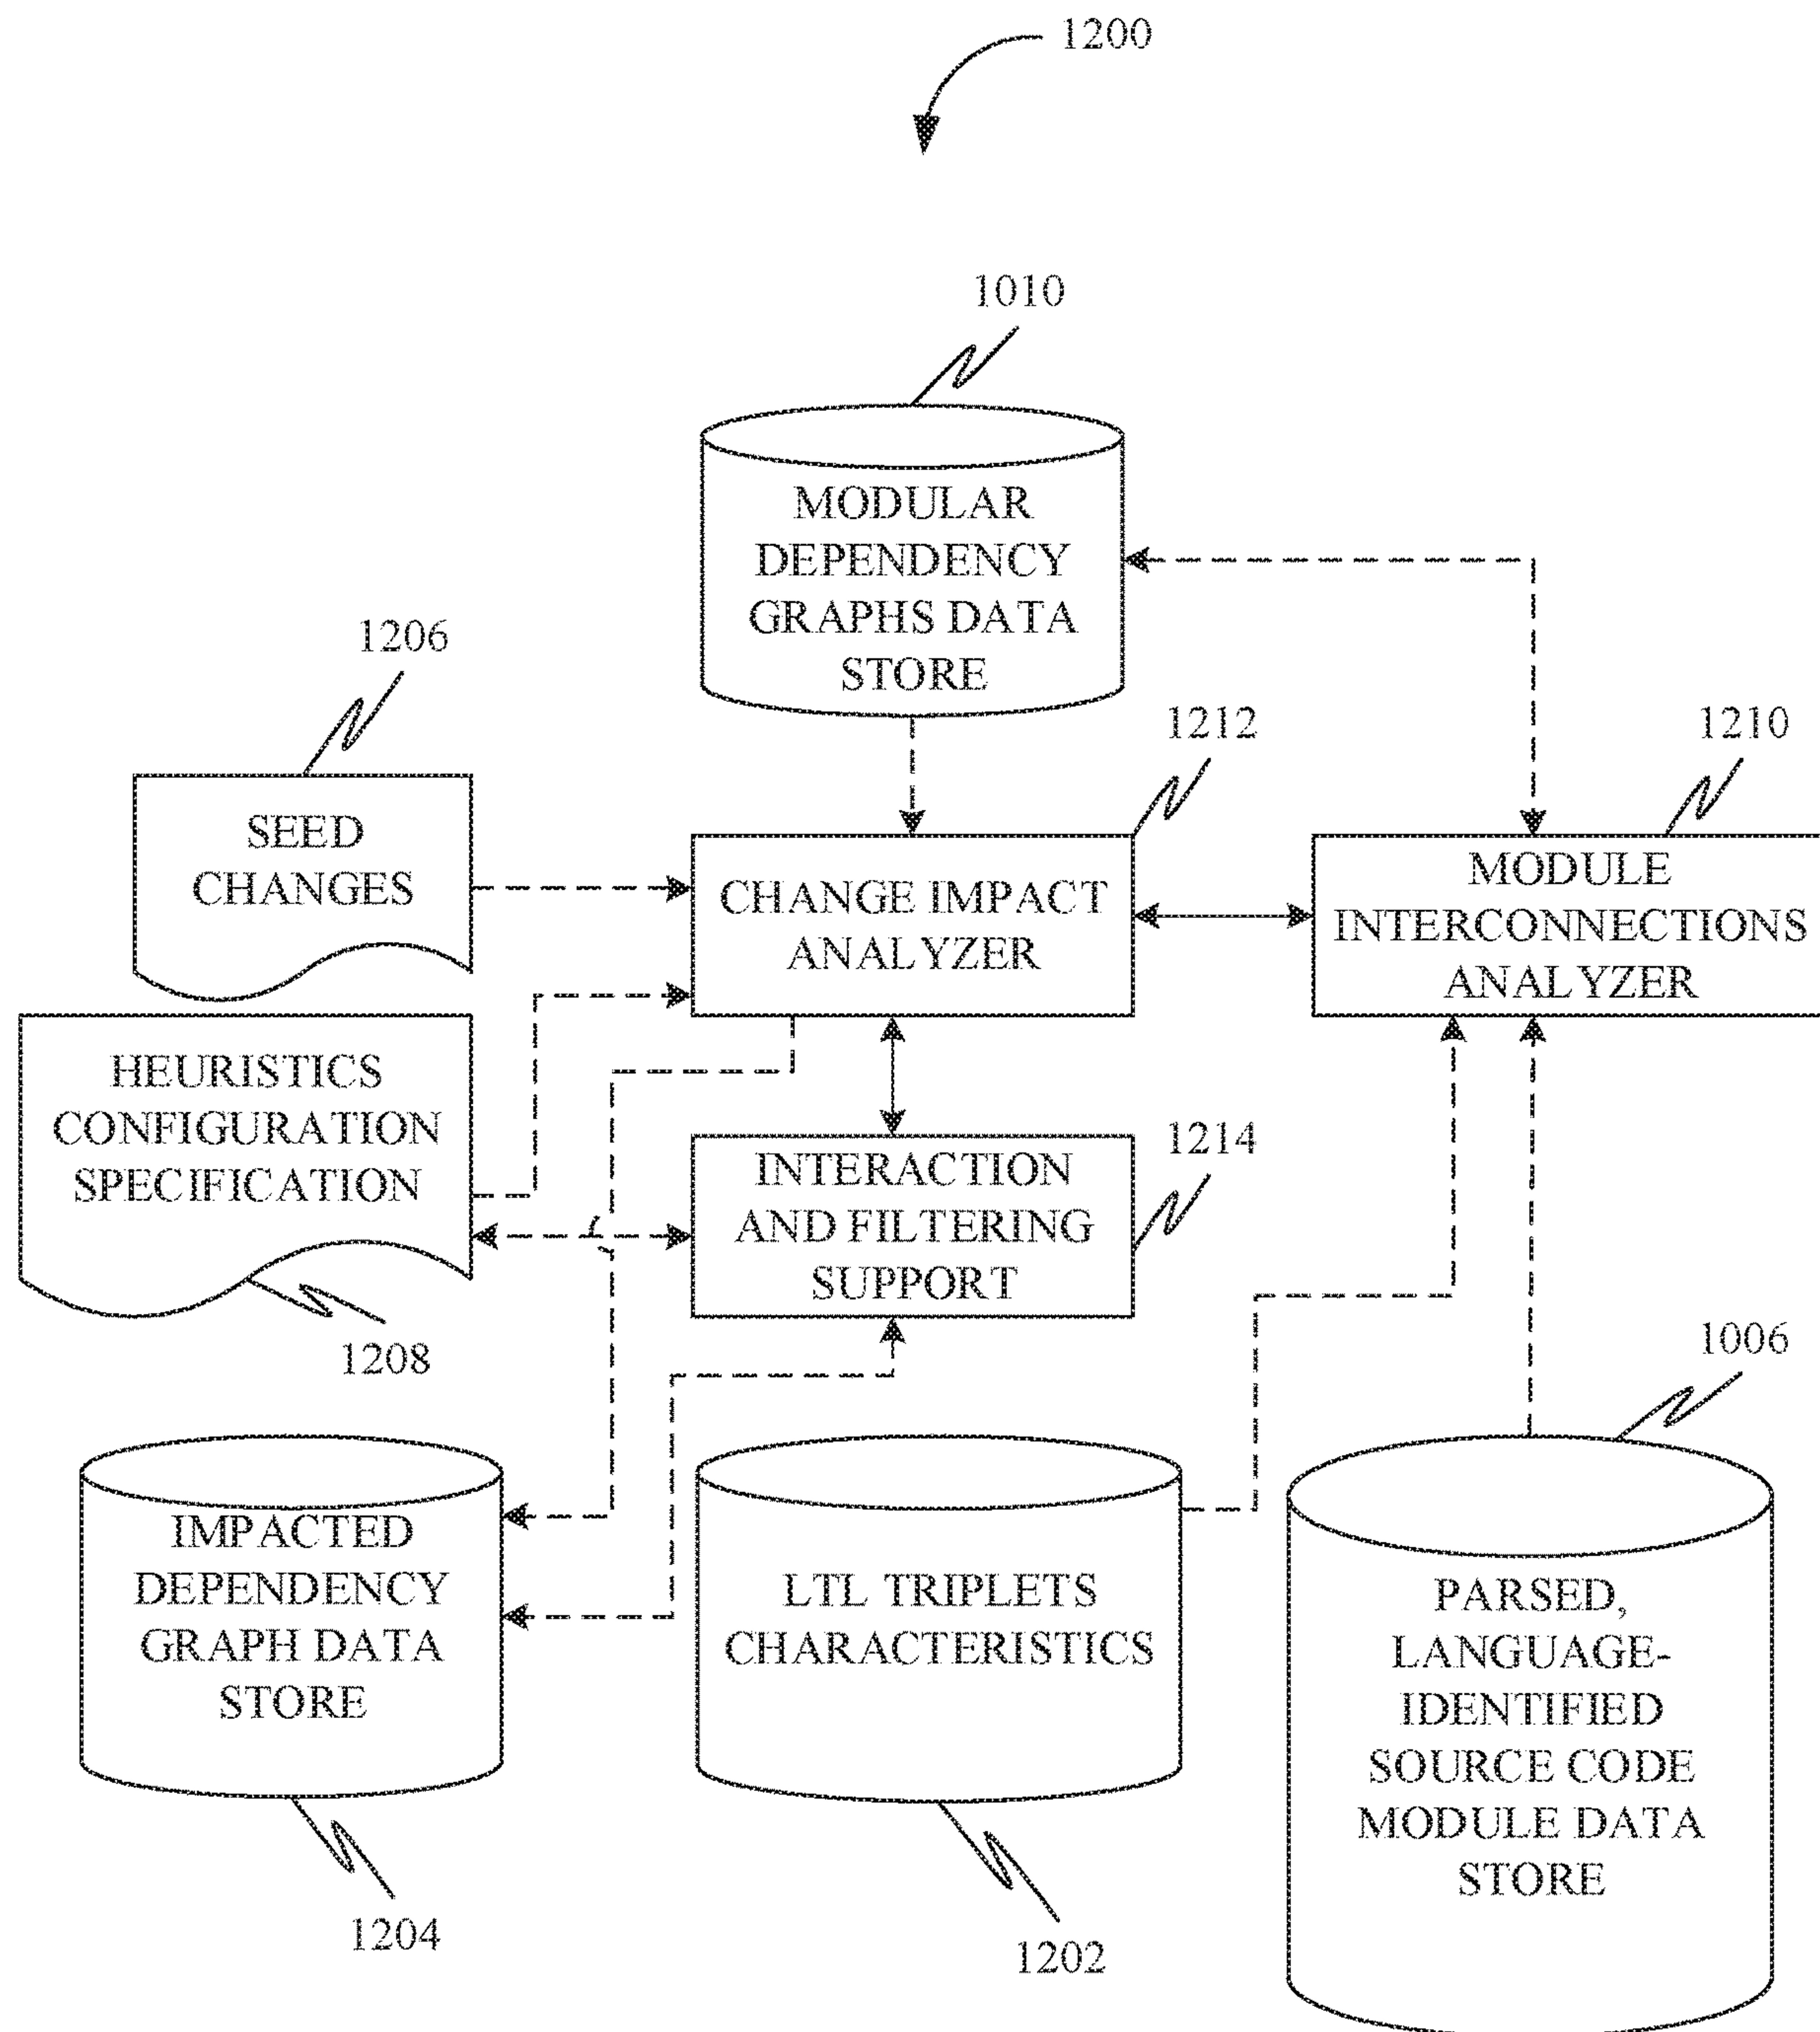 1200
1010
MODULAR
DEPENDENCY
GRAPHS DATA
STORE
1206
1212
1210
SEED
CHANGES
CHANGE IMPACT
ANALYZER
MODULE
INTERCONNECTIONS
ANALYZER
HEURISTICS
CONFIGURATION
SPECIFICATION
1208
INTERACTION
AND FILTERING
SUPPORT
1214
1006
IMPACTED
DEPENDENCY
GRAPH DATA
STORE
LTL TRIPLETS
CHARACTERISTICS
PARSED,
LANGUAGE-
IDENTIFIED
SOURCE CODE
MODULE DATA
STORE
1204
1202